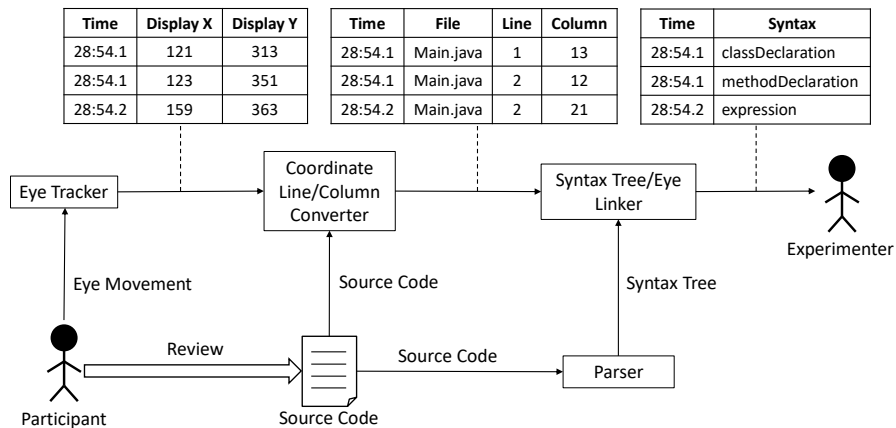 Time Display X Display Y
28:54.1 121 313
28:54.1 123 351
28:54.2 159 363
Time File Line Column
28:54.1 Main.java 1 13
28:54.1 Main.java 2 12
28:54.2 Main.java 2 21
Time Syntax
28:54.1 classDeclaration
28:54.1 methodDeclaration
28:54.2 expression
Eye Tracker
Coordinate
Line/Column
Converter
Syntax Tree/Eye
Linker
Experimenter
Eye Movement
Source Code
Syntax Tree
Review
Source Code
Parser
Participant
Source Code